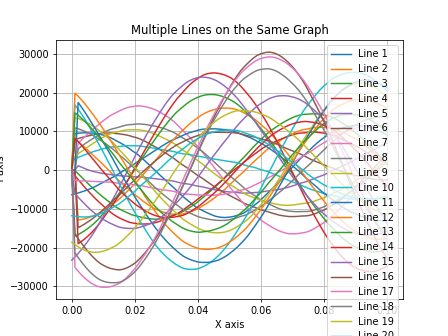 Multiple Lines on the Same Graph
30000
20000
10000
0
−10000
−20000
−30000
0.00
0.02
0.04
0.06
X axis
Line 1
Line 2
Line 3
Line 4
Line 5
Line 6
Line 7
Line 8
Line 9
Line 10
Line 11
Line 12
Line 13
Line 14
Line 15
Line 16
Line 17
Line 18
Line 19